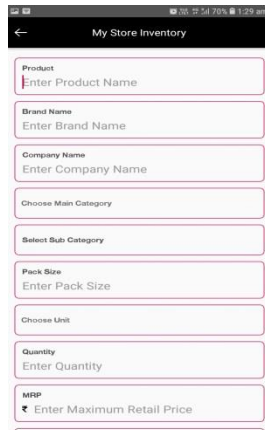 70% 1:29 am
My Store Inventory
Product
Enter Product Name
Brand Name
Enter Brand Name
Company Name
Enter Company Name
Choose Main Category
Select Sub Category
Pack Size
Enter Pack Size
Choose Unit
Quantity
Enter Quantity
MRP
₹ Enter Maximum Retail Price